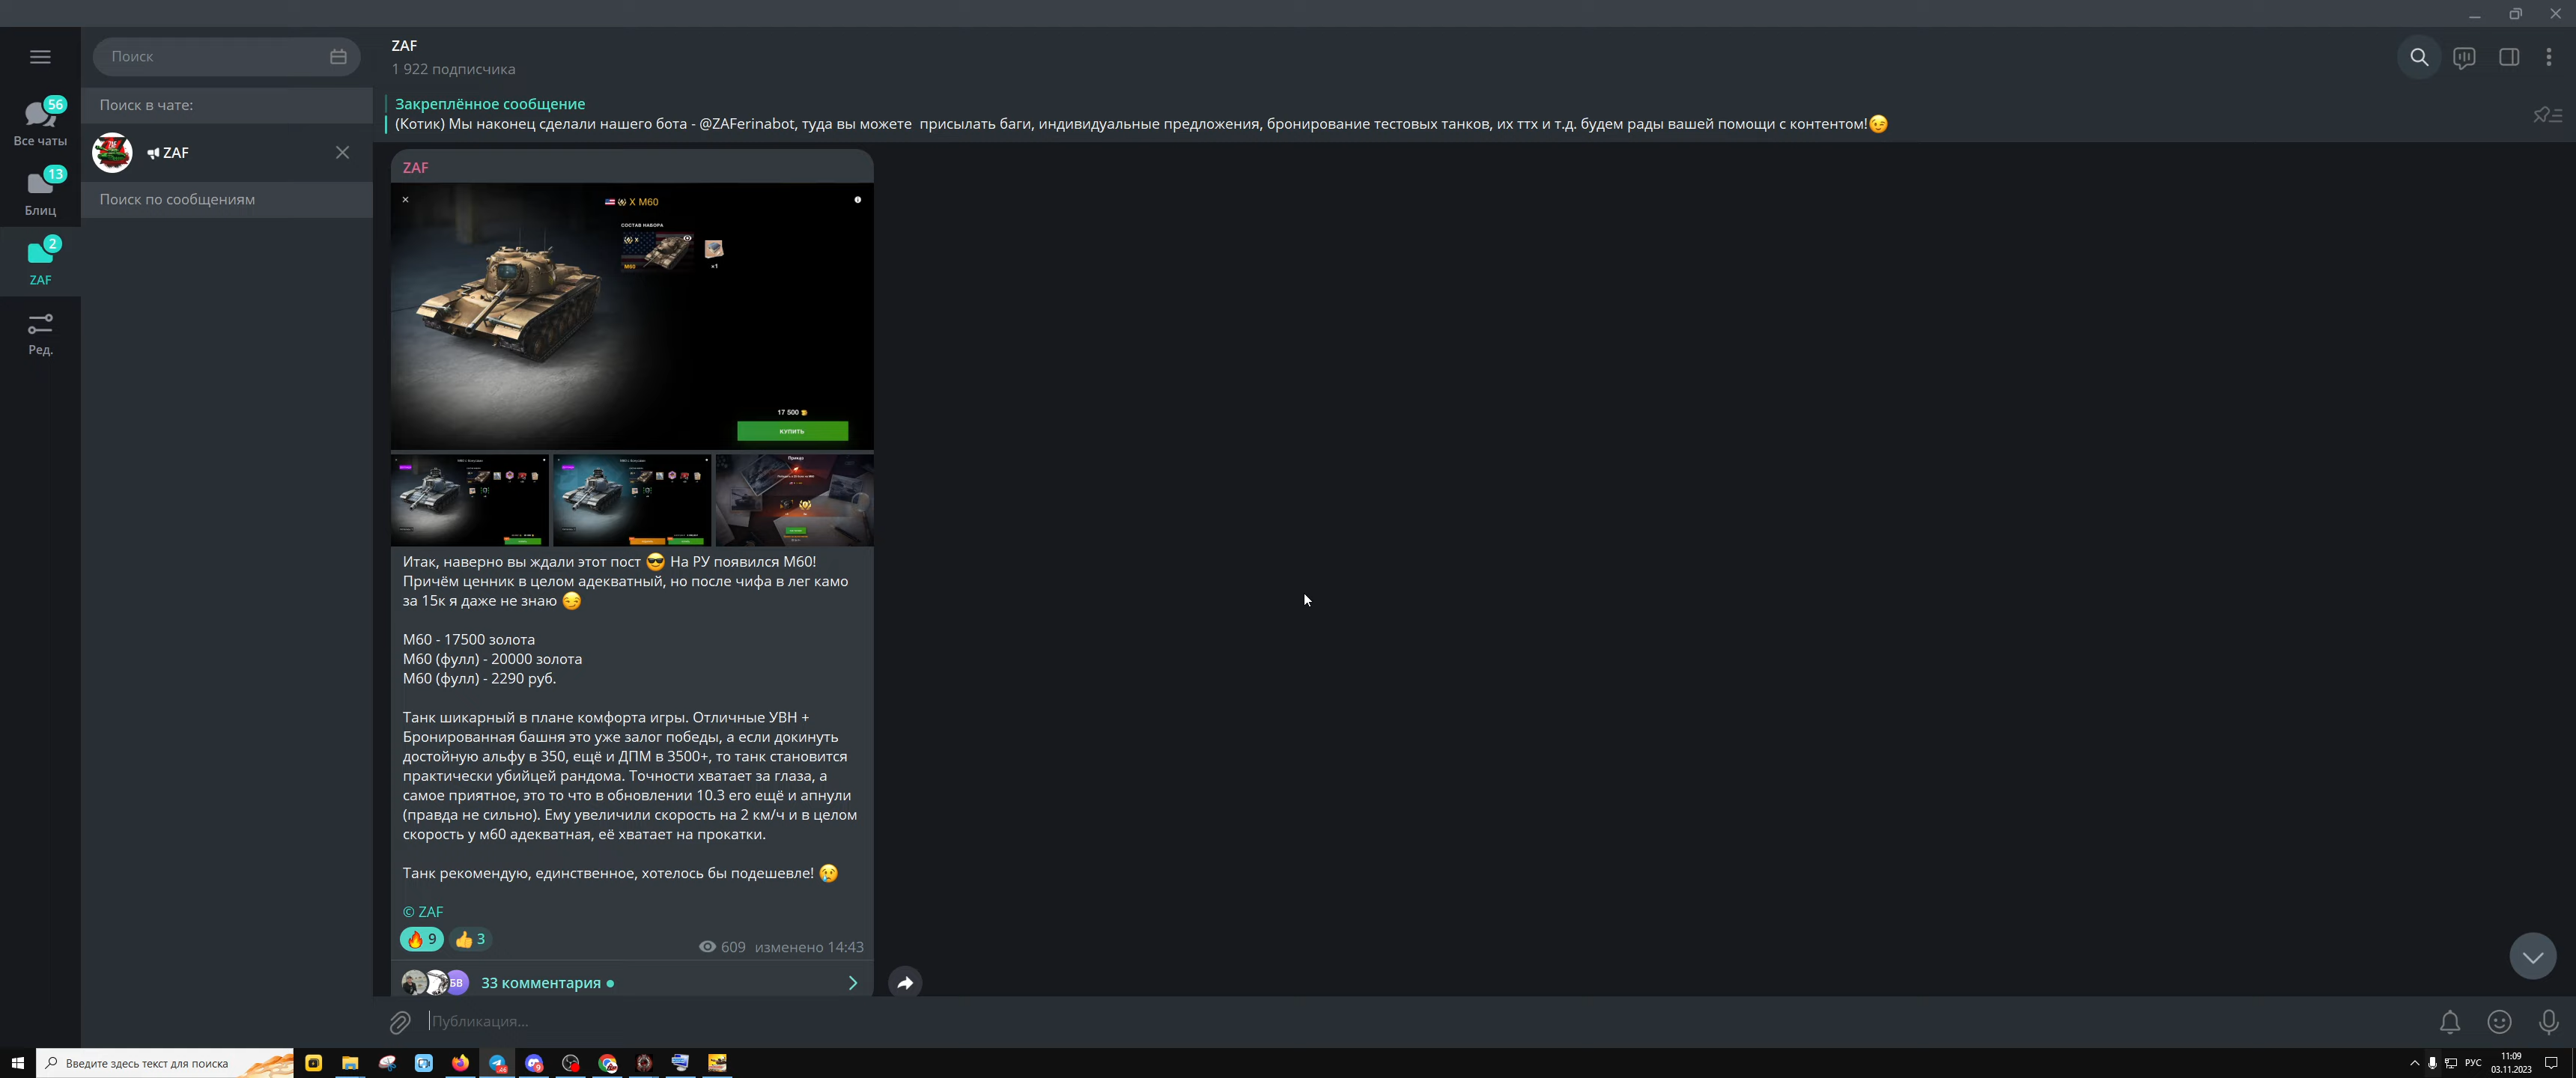 Поиск
Поиск в чате:
ZAF
Поиск по сообщениям
56
Все чаты
13
Блиц
2
ZAF
Ред.
ZAF
1 922 подписчика
Закреплённое сообщение
(Котик) Мы наконец сделали нашего бота - @ZAFerinabot, туда вы можете присылать баги, индивидуальные предложения, бронирование тестовых танков, их ттх и т.д. будем рады вашей помощи с контентом!😉
ZAF
X M60
СОСТАВ НАБОРА
X
M60
x1
17 500
КУПИТЬ
Итак, наверно вы ждали этот пост 😎 На РУ появился М60!
Причём ценник в целом адекватный, но после чифа в лег камо
за 15к я даже не знаю 😏
М60 - 17500 золота
М60 (фулл) - 20000 золота
М60 (фулл) - 2290 руб.
Танк шикарный в плане комфорта игры. Отличные УВН +
Бронированная башня это уже залог победы, а если докинуть
достойную альфу в 350, ещё и ДПМ в 3500+, то танк становится
практически убийцей рандома. Точности хватает за глаза, а
самое приятное, это то что в обновлении 10.3 его ещё и апнули
(правда не сильно). Ему увеличили скорость на 2 км/ч и в целом
скорость у м60 адекватная, её хватает на прокатки.
Танк рекомендую, единственное, хотелось бы подешевле! 😢
© ZAF
🔥 9 👍 3
609 изменено 14:43
БВ 33 комментария
Публикация...
Введите здесь текст для поиска
РУС
11:09
03.11.2023